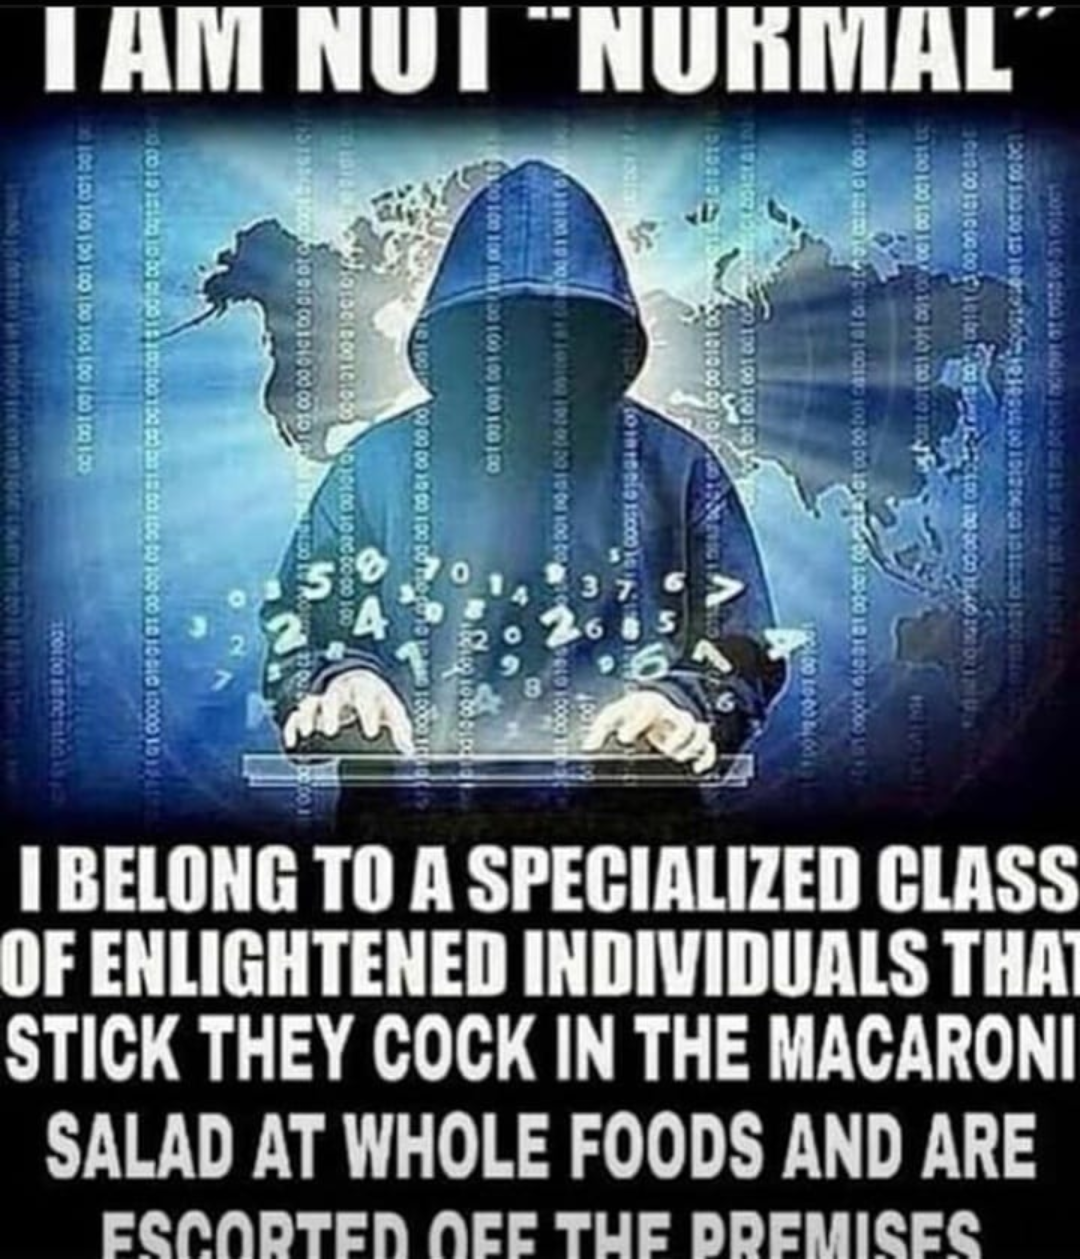 I AM NOT "NORMAL"
I BELONG TO A SPECIALIZED CLASS
OF ENLIGHTENED INDIVIDUALS THAT
STICK THEY COCK IN THE MACARONI
SALAD AT WHOLE FOODS AND ARE
ESCORTED OFF THE PREMISES